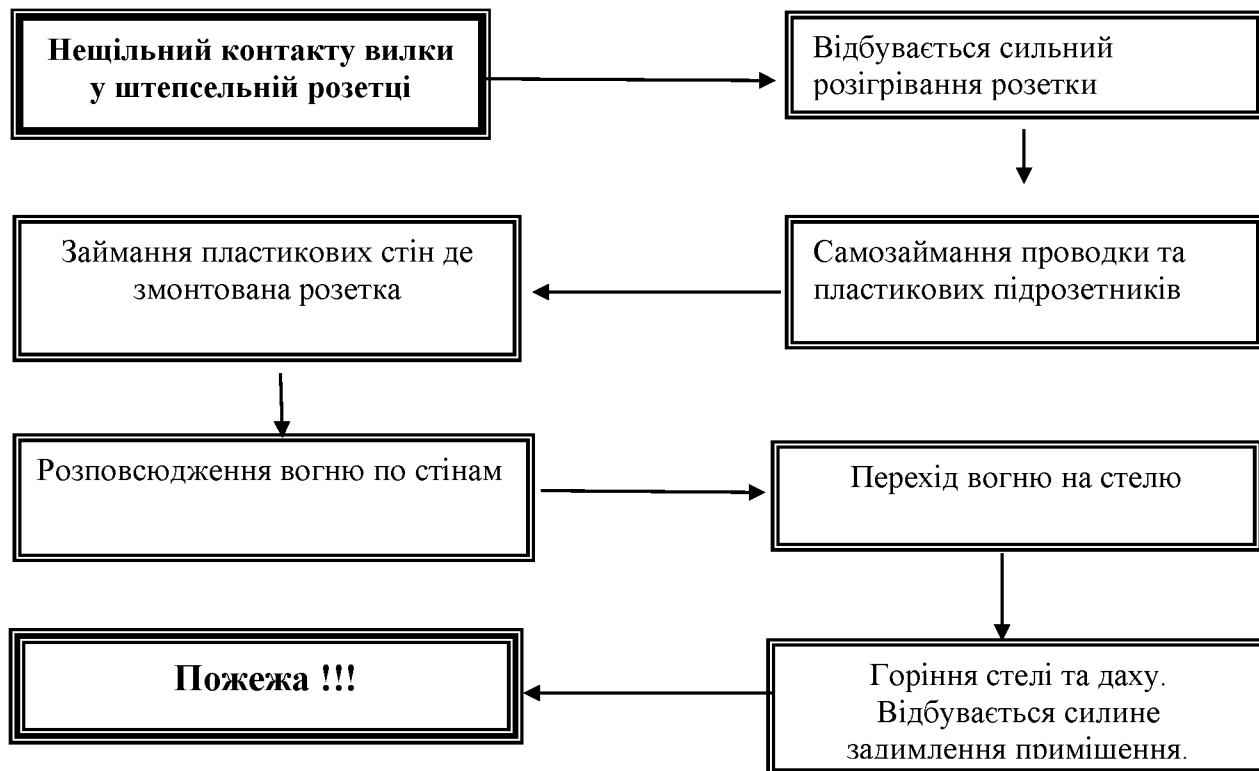 Нещільний контакту вилки
у штепсельній розетці
Відбувається сильний
розігрівання розетки
Самозаймання проводки та
пластикових підрозетників
Займання пластикових стін де
змонтована розетка
Розповсюдження вогню по стінам
Перехід вогню на стелю
Горіння стелі та даху.
Відбувається силине
задимлення приміщення.
Пожежа !!!